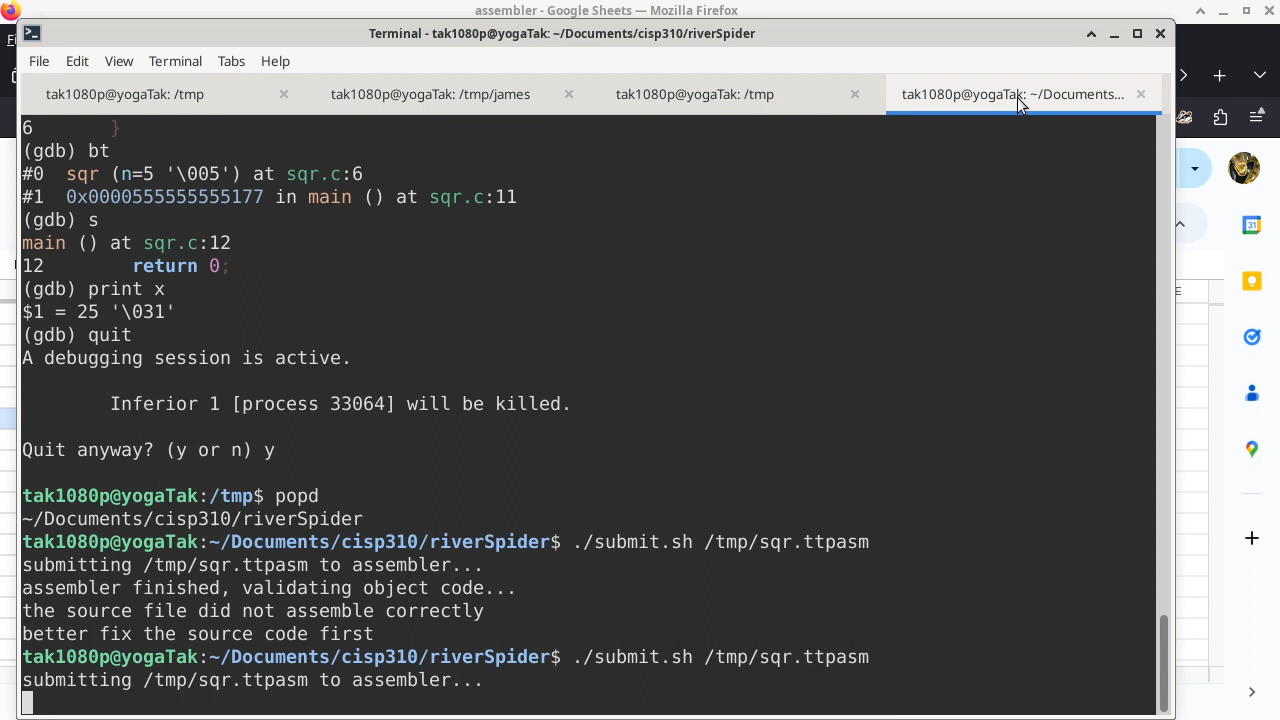 assembler - Google Sheets — Mozilla Firefox
Terminal - tak1080p@yogaTak: ~/Documents/cisp310/riverSpider
File Edit View Terminal Tabs Help
tak1080p@yogaTak: /tmp tak1080p@yogaTak: /tmp/james tak1080p@yogaTak: /tmp tak1080p@yogaTak: ~/Documents...
6 }
(gdb) bt
#0 sqr (n=5 '\005') at sqr.c:6
#1 0x0000555555555177 in main () at sqr.c:11
(gdb) s
main () at sqr.c:12
12 return 0;
(gdb) print x
$1 = 25 '\031'
(gdb) quit
A debugging session is active.
Inferior 1 [process 33064] will be killed.
Quit anyway? (y or n) y
tak1080p@yogaTak:/tmp$ popd
~/Documents/cisp310/riverSpider
tak1080p@yogaTak:~/Documents/cisp310/riverSpider$ ./submit.sh /tmp/sqr.ttpasm
submitting /tmp/sqr.ttpasm to assembler...
assembler finished, validating object code...
the source file did not assemble correctly
better fix the source code first
tak1080p@yogaTak:~/Documents/cisp310/riverSpider$ ./submit.sh /tmp/sqr.ttpasm
submitting /tmp/sqr.ttpasm to assembler...
31